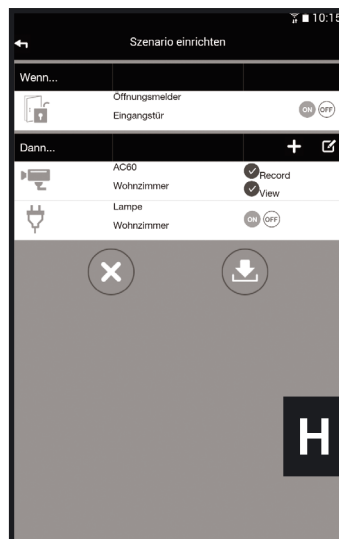 10:15
Szenario einrichten
Wenn...
Öffnungsmelder
Eingangstür
ON OFF
Dann...
AC60
Wohnzimmer
Record
View
Lampe
Wohnzimmer
ON OFF
H